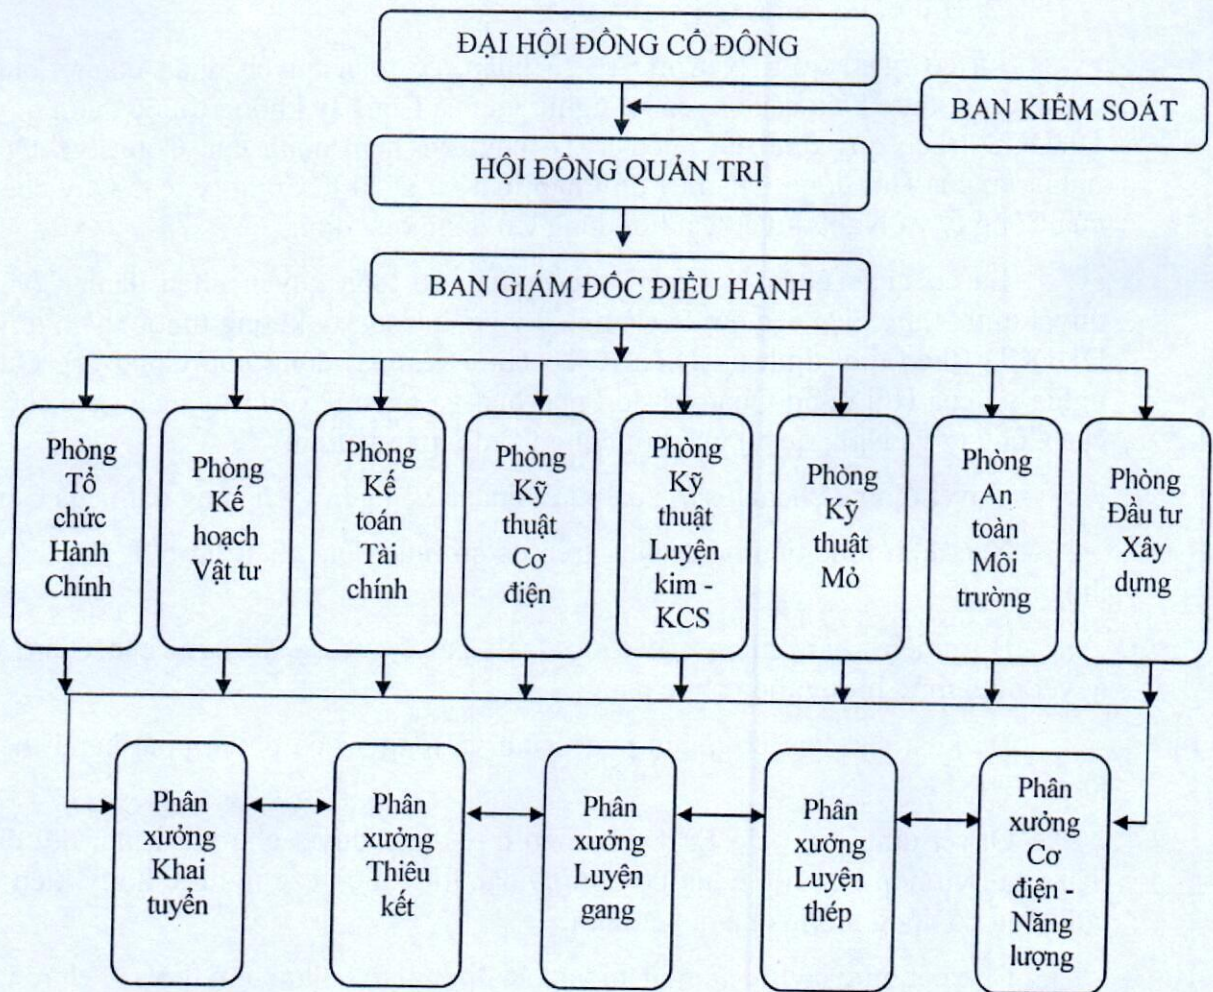 ĐẠI HỘI ĐỒNG CỔ ĐÔNG
BAN KIỂM SOÁT
HỘI ĐỒNG QUẢN TRỊ
BAN GIÁM ĐỐC ĐIỀU HÀNH
Phòng
Tổ
chức
Hành
Chính
Phòng
Kế
hoạch
Vật tư
Phòng
Kế
toán
Tài
chính
Phòng
Kỹ
thuật
Cơ
điện
Phòng
Kỹ
thuật
Luyện
kim -
KCS
Phòng
Kỹ
thuật
Mỏ
Phòng
An
toàn
Môi
trường
Phòng
Đầu tư
Xây
dựng
Phân
xưởng
Khai
tuyển
Phân
xưởng
Thiêu
kết
Phân
xưởng
Luyện
gang
Phân
xưởng
Luyện
thép
Phân
xưởng
Cơ
điện -
Năng
lượng